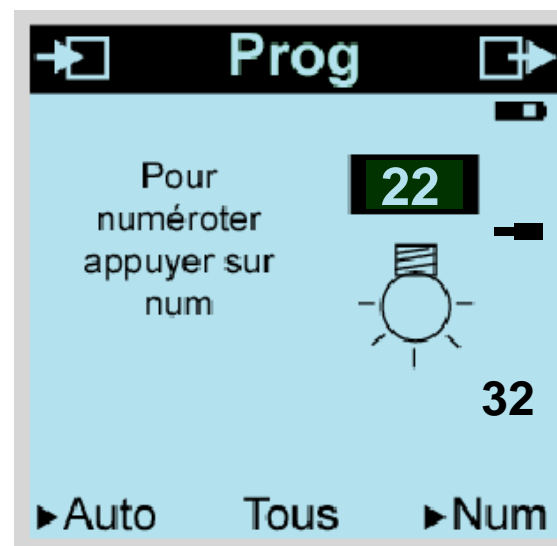 Prog
Pour
numéroter
appuyer sur
num
22
32
▸Auto Tous ▸Num